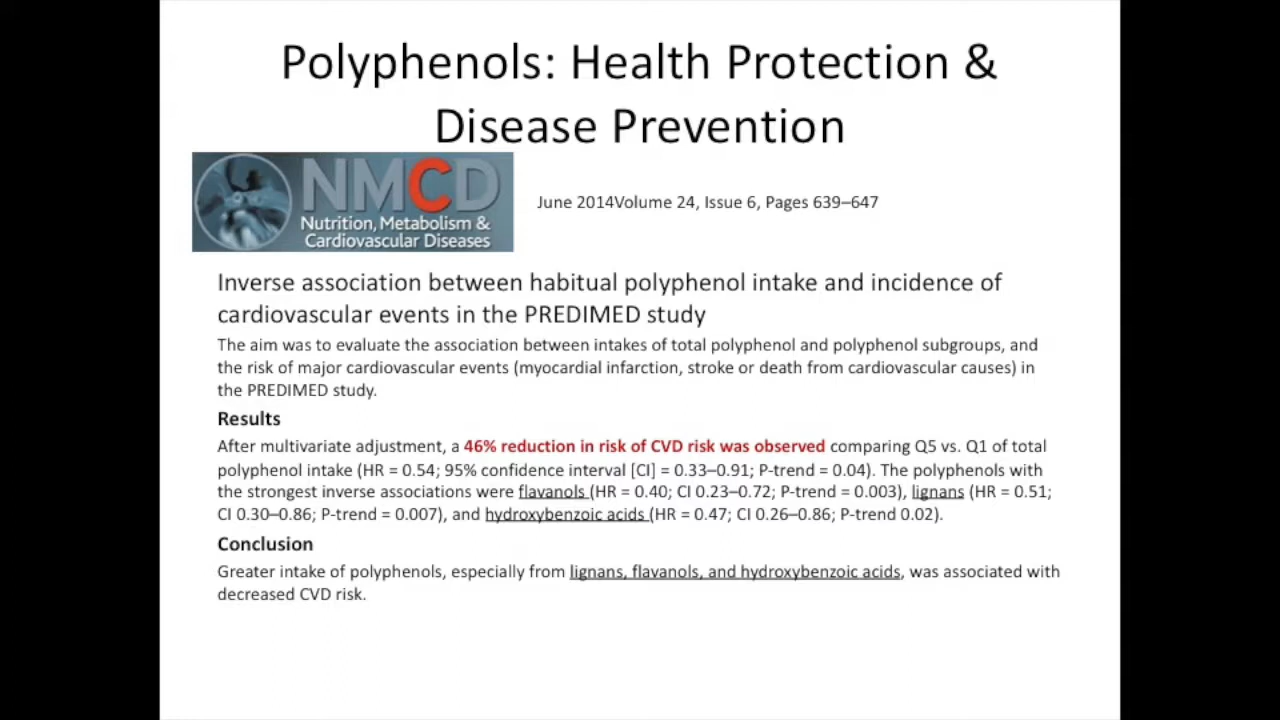 Polyphenols: Health Protection &
Disease Prevention
NMCD
Nutrition, Metabolism &
Cardiovascular Diseases
June 2014Volume 24, Issue 6, Pages 639–647
Inverse association between habitual polyphenol intake and incidence of
cardiovascular events in the PREDIMED study
The aim was to evaluate the association between intakes of total polyphenol and polyphenol subgroups, and
the risk of major cardiovascular events (myocardial infarction, stroke or death from cardiovascular causes) in
the PREDIMED study.
Results
After multivariate adjustment, a 46% reduction in risk of CVD risk was observed comparing Q5 vs. Q1 of total
polyphenol intake (HR = 0.54; 95% confidence interval [CI] = 0.33–0.91; P-trend = 0.04). The polyphenols with
the strongest inverse associations were flavanols (HR = 0.40; CI 0.23–0.72; P-trend = 0.003), lignans (HR = 0.51;
CI 0.30–0.86; P-trend = 0.007), and hydroxybenzoic acids (HR = 0.47; CI 0.26–0.86; P-trend 0.02).
Conclusion
Greater intake of polyphenols, especially from lignans, flavanols, and hydroxybenzoic acids, was associated with
decreased CVD risk.